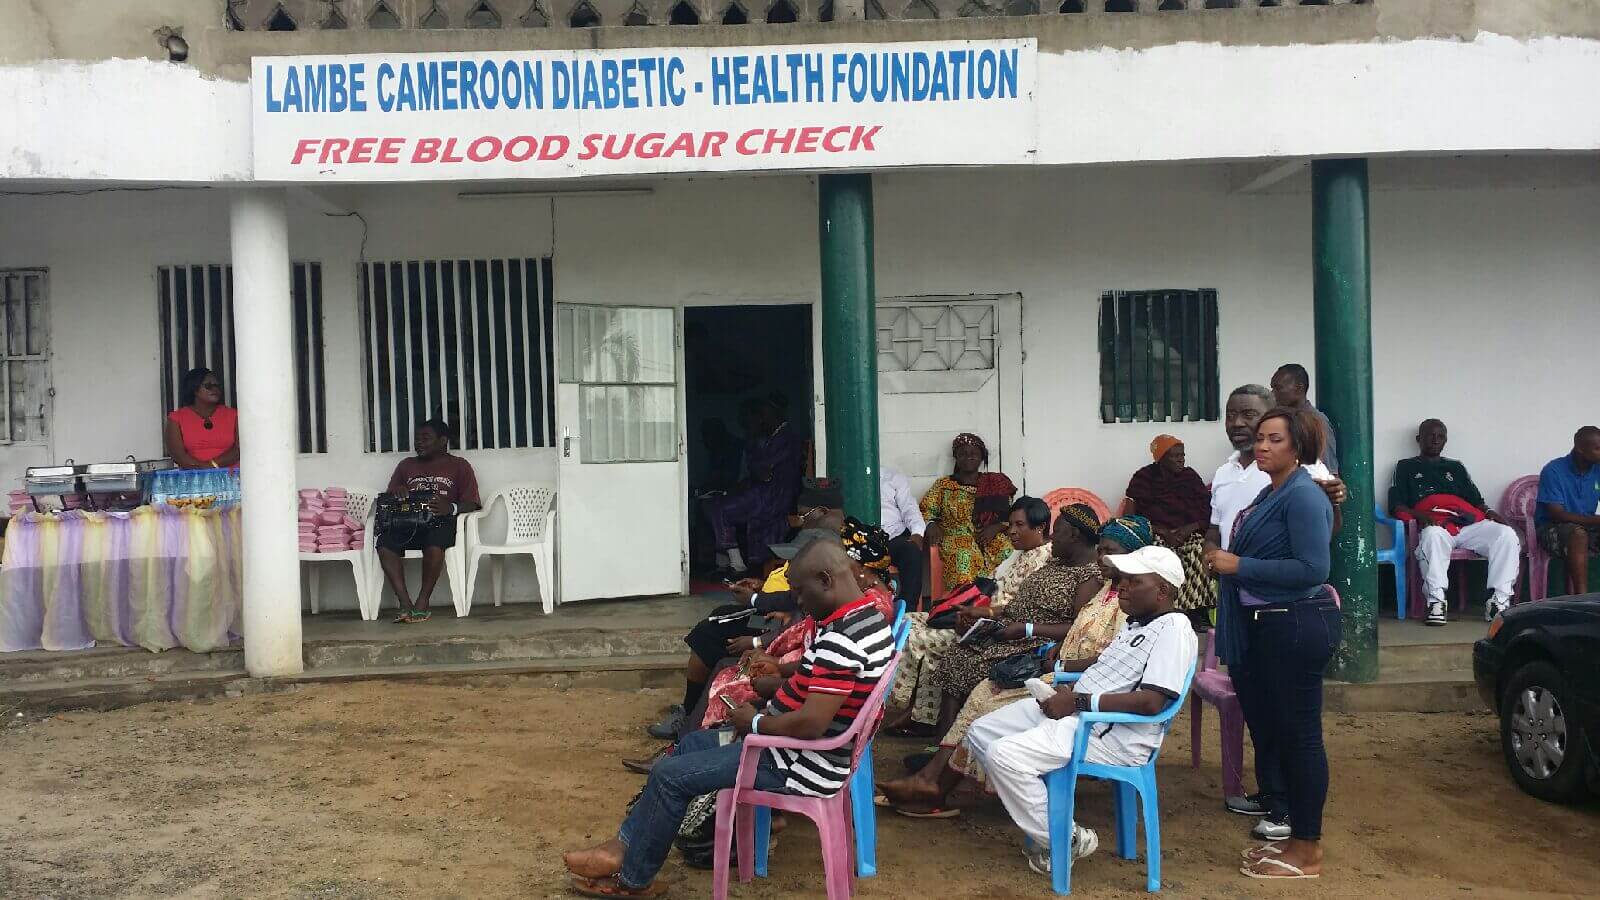 LAMBE CAMEROON DIABETIC - HEALTH FOUNDATION
FREE BLOOD SUGAR CHECK